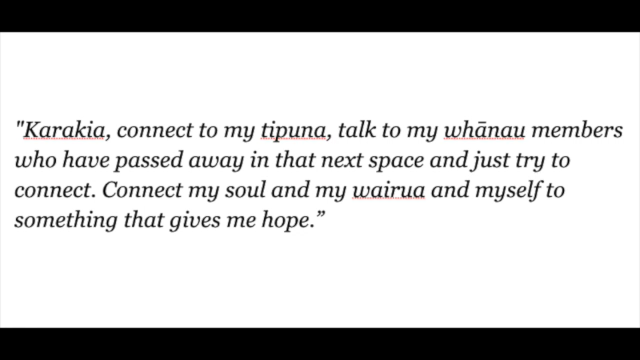 "Karakia, connect to my tipuna, talk to my whānau members
who have passed away in that next space and just try to
connect. Connect my soul and my wairua and myself to
something that gives me hope.”